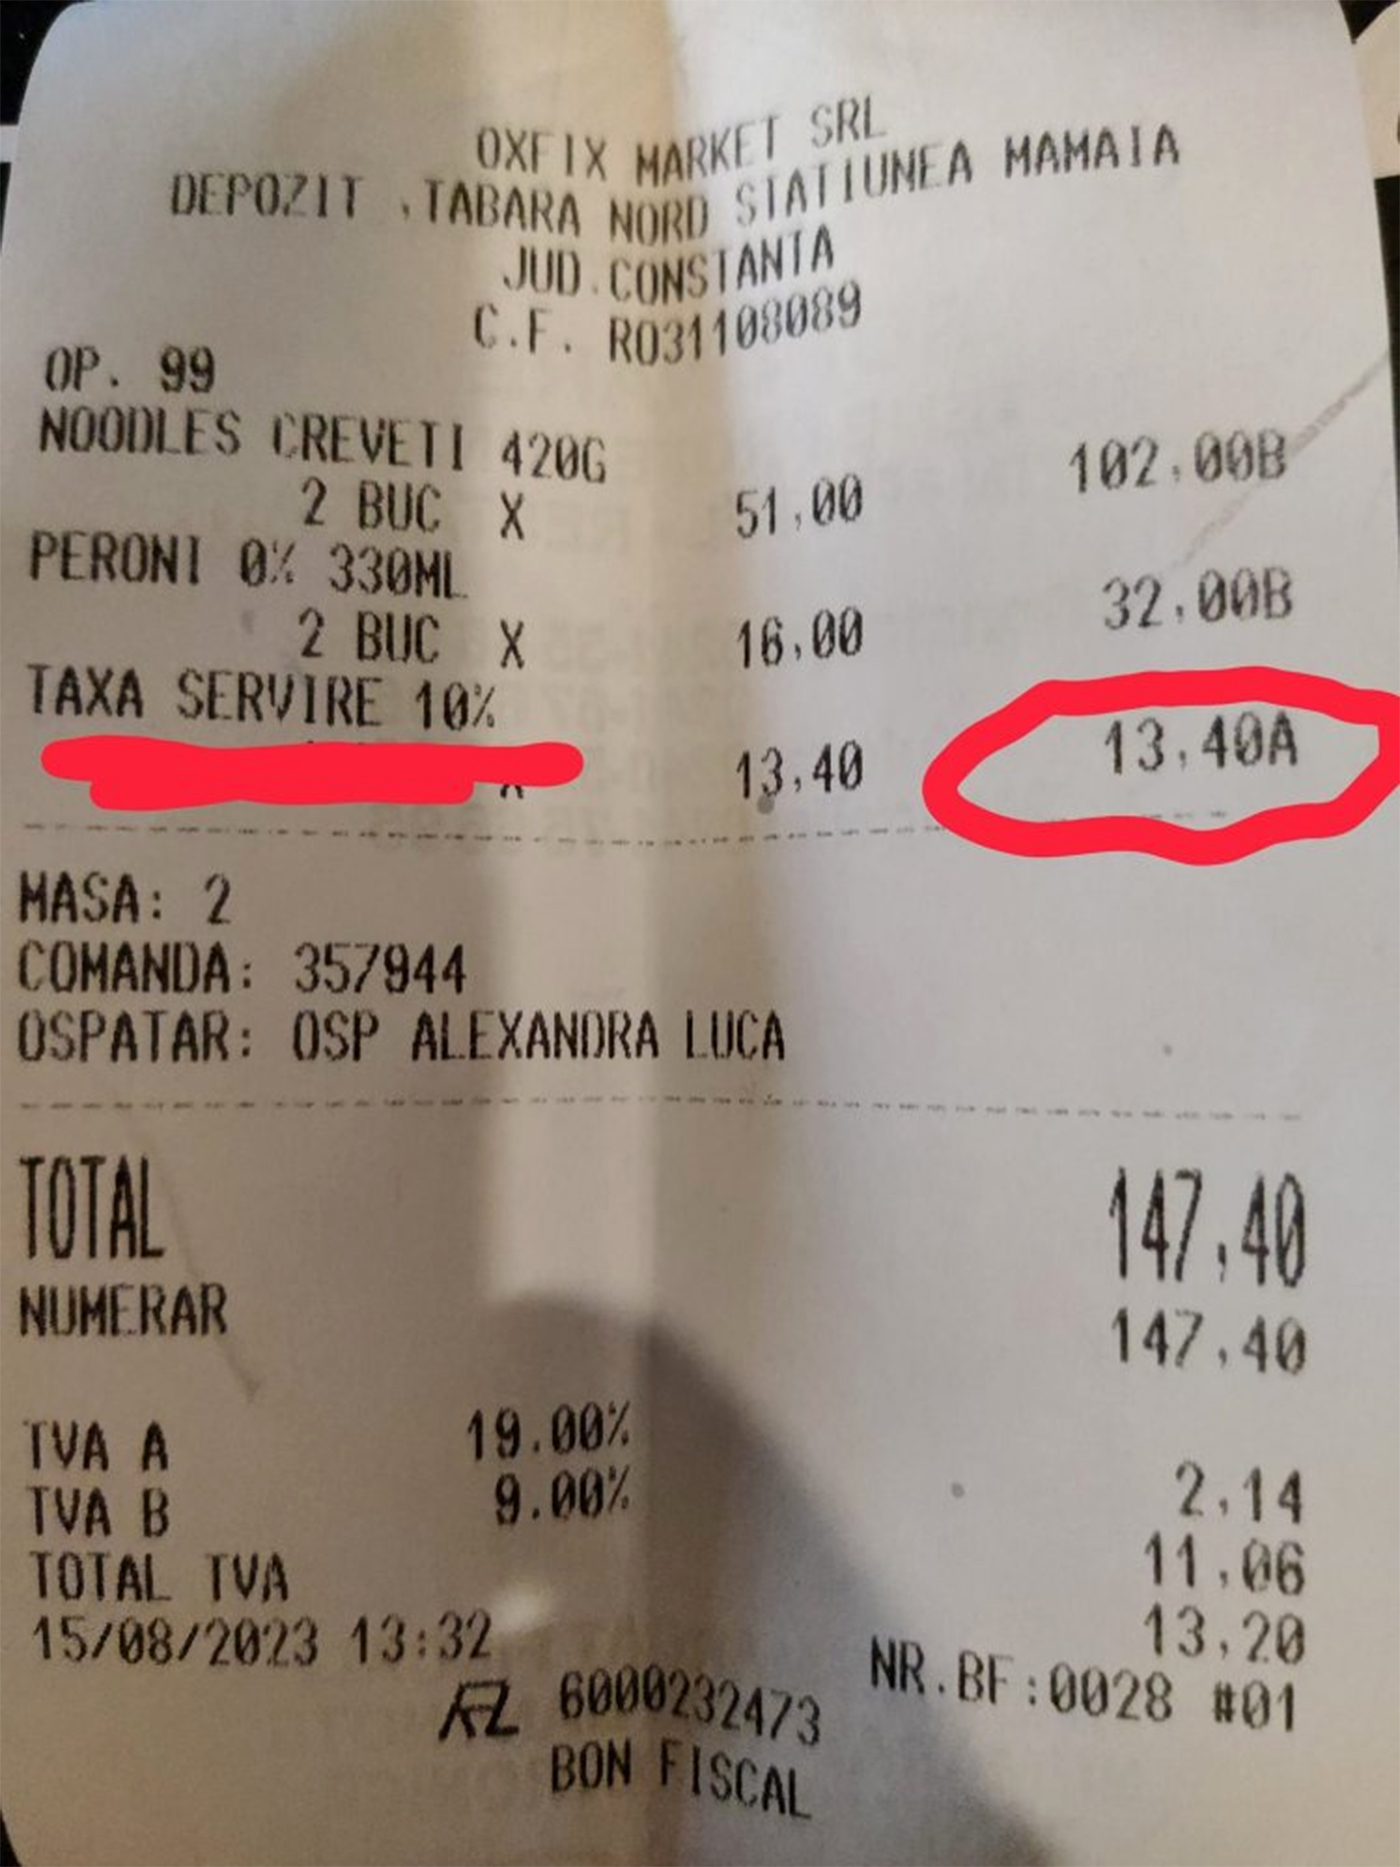 OXFIX MARKET SRL
DEPOZIT ,TABARA NORD STATIUNEA MAMAIA
JUD.CONSTANTA
C.F. RO31108089
OP. 99
NOODLES CREVETI 420G
2 BUC X 51,00 102,00B
PERONI 0% 330ML
2 BUC X 16,00 32,00B
TAXA SERVIRE 10%
X 13,40 13,40A
MASA: 2
COMANDA: 357944
OSPATAR: OSP ALEXANDRA LUCA
TOTAL 147,40
NUMERAR 147,40
TVA A 19.00% 2,14
TVA B 9.00% 11,06
TOTAL TVA 13,20
15/08/2023 13:32 NR.BF:0028 #01
6000232473
BON FISCAL